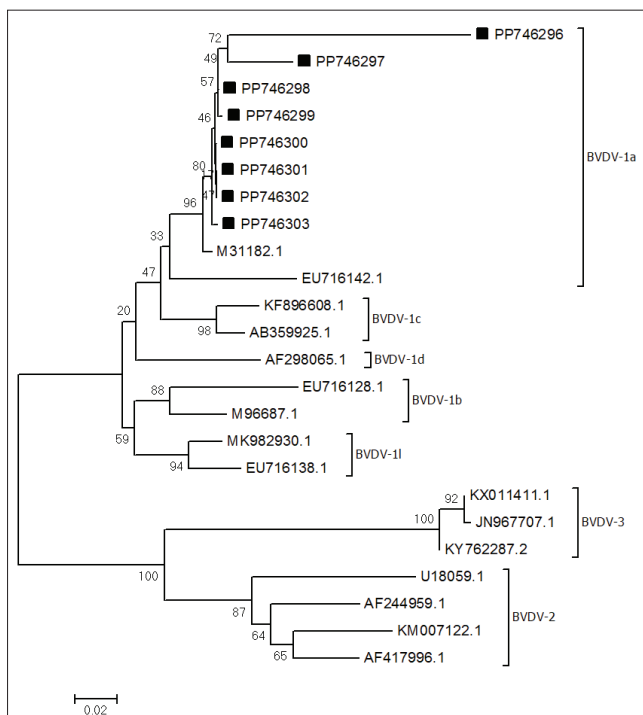 72
PP746296
49
PP746297
57
PP746298
PP746299
46
PP746300
80
PP746301
BVDV-1a
47
PP746302
96
PP746303
M31182.1
33
EU716142.1
47
KF896608.1
BVDV-1c
98
AB359925.1
20
AF298065.1
BVDV-1d
88
EU716128.1
BVDV-1b
M96687.1
59
MK982930.1
BVDV-1l
94
EU716138.1
92
KX011411.1
100
JN967707.1
BVDV-3
KY762287.2
100
U18059.1
87
AF244959.1
BVDV-2
64
KM007122.1
65
AF417996.1
0.02